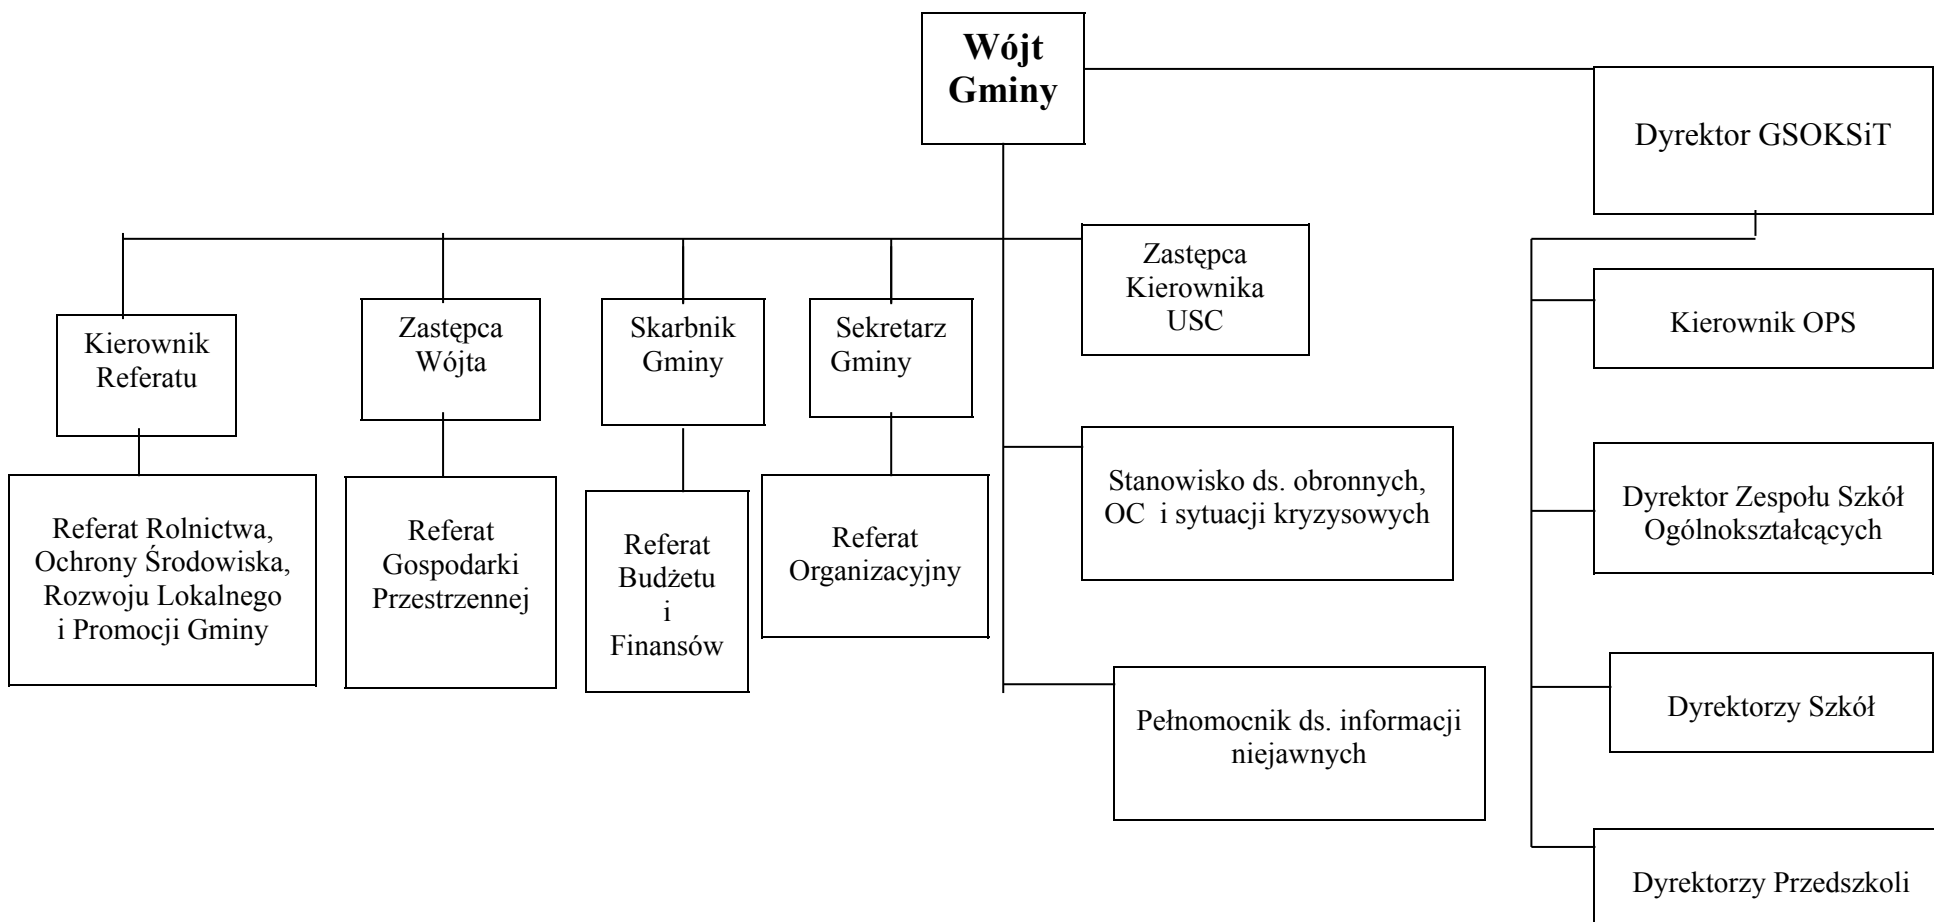 Wójt
Gminy
Dyrektor GSOKSiT
Zastępca
Kierownika
USC
Kierownik OPS
Kierownik
Referatu
Zastępca
Wójta
Skarbnik
Gminy
Sekretarz
Gminy
Stanowisko ds. obronnych,
OC i sytuacji kryzysowych
Dyrektor Zespołu Szkół
Ogólnokształcących
Referat Rolnictwa,
Ochrony Środowiska,
Rozwoju Lokalnego
i Promocji Gminy
Referat
Gospodarki
Przestrzennej
Referat
Budżetu
i
Finansów
Referat
Organizacyjny
Pełnomocnik ds. informacji
niejawnych
Dyrektorzy Szkół
Dyrektorzy Przedszkoli